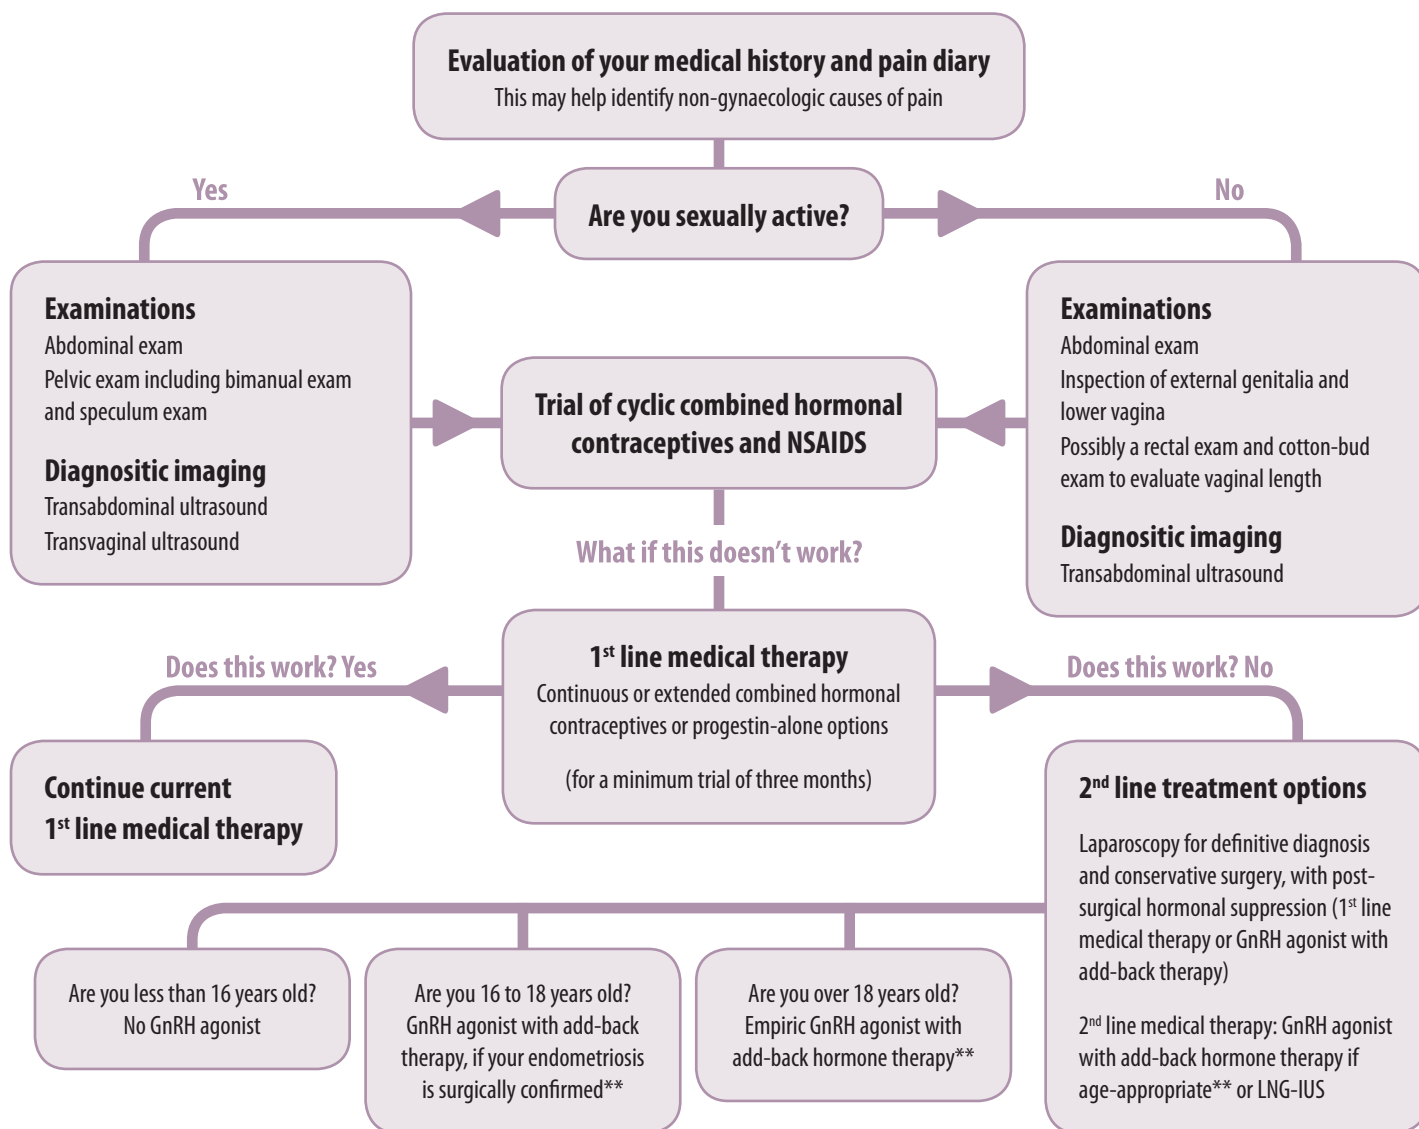 Evaluation of your medical history and pain diary
This may help identify non-gynaecologic causes of pain
Are you sexually active?
Yes
No
Examinations
Abdominal exam
Pelvic exam including bimanual exam
and speculum exam
Diagnositic imaging
Transabdominal ultrasound
Transvaginal ultrasound
Trial of cyclic combined hormonal
contraceptives and NSAIDS
Examinations
Abdominal exam
Inspection of external genitalia and
lower vagina
Possibly a rectal exam and cotton-bud
exam to evaluate vaginal length
Diagnositic imaging
Transabdominal ultrasound
What if this doesn't work?
1st line medical therapy
Continuous or extended combined hormonal
contraceptives or progestin-alone options
(for a minimum trial of three months)
Does this work? Yes
Does this work? No
Continue current
1st line medical therapy
2nd line treatment options
Laparoscopy for definitive diagnosis
and conservative surgery, with post-
surgical hormonal suppression (1st line
medical therapy or GnRH agonist with
add-back therapy)
2nd line medical therapy: GnRH agonist
with add-back hormone therapy if
age-appropriate** or LNG-IUS
Are you less than 16 years old?
No GnRH agonist
Are you 16 to 18 years old?
GnRH agonist with add-back
therapy, if your endometriosis
is surgically confirmed**
Are you over 18 years old?
Empiric GnRH agonist with
add-back hormone therapy**